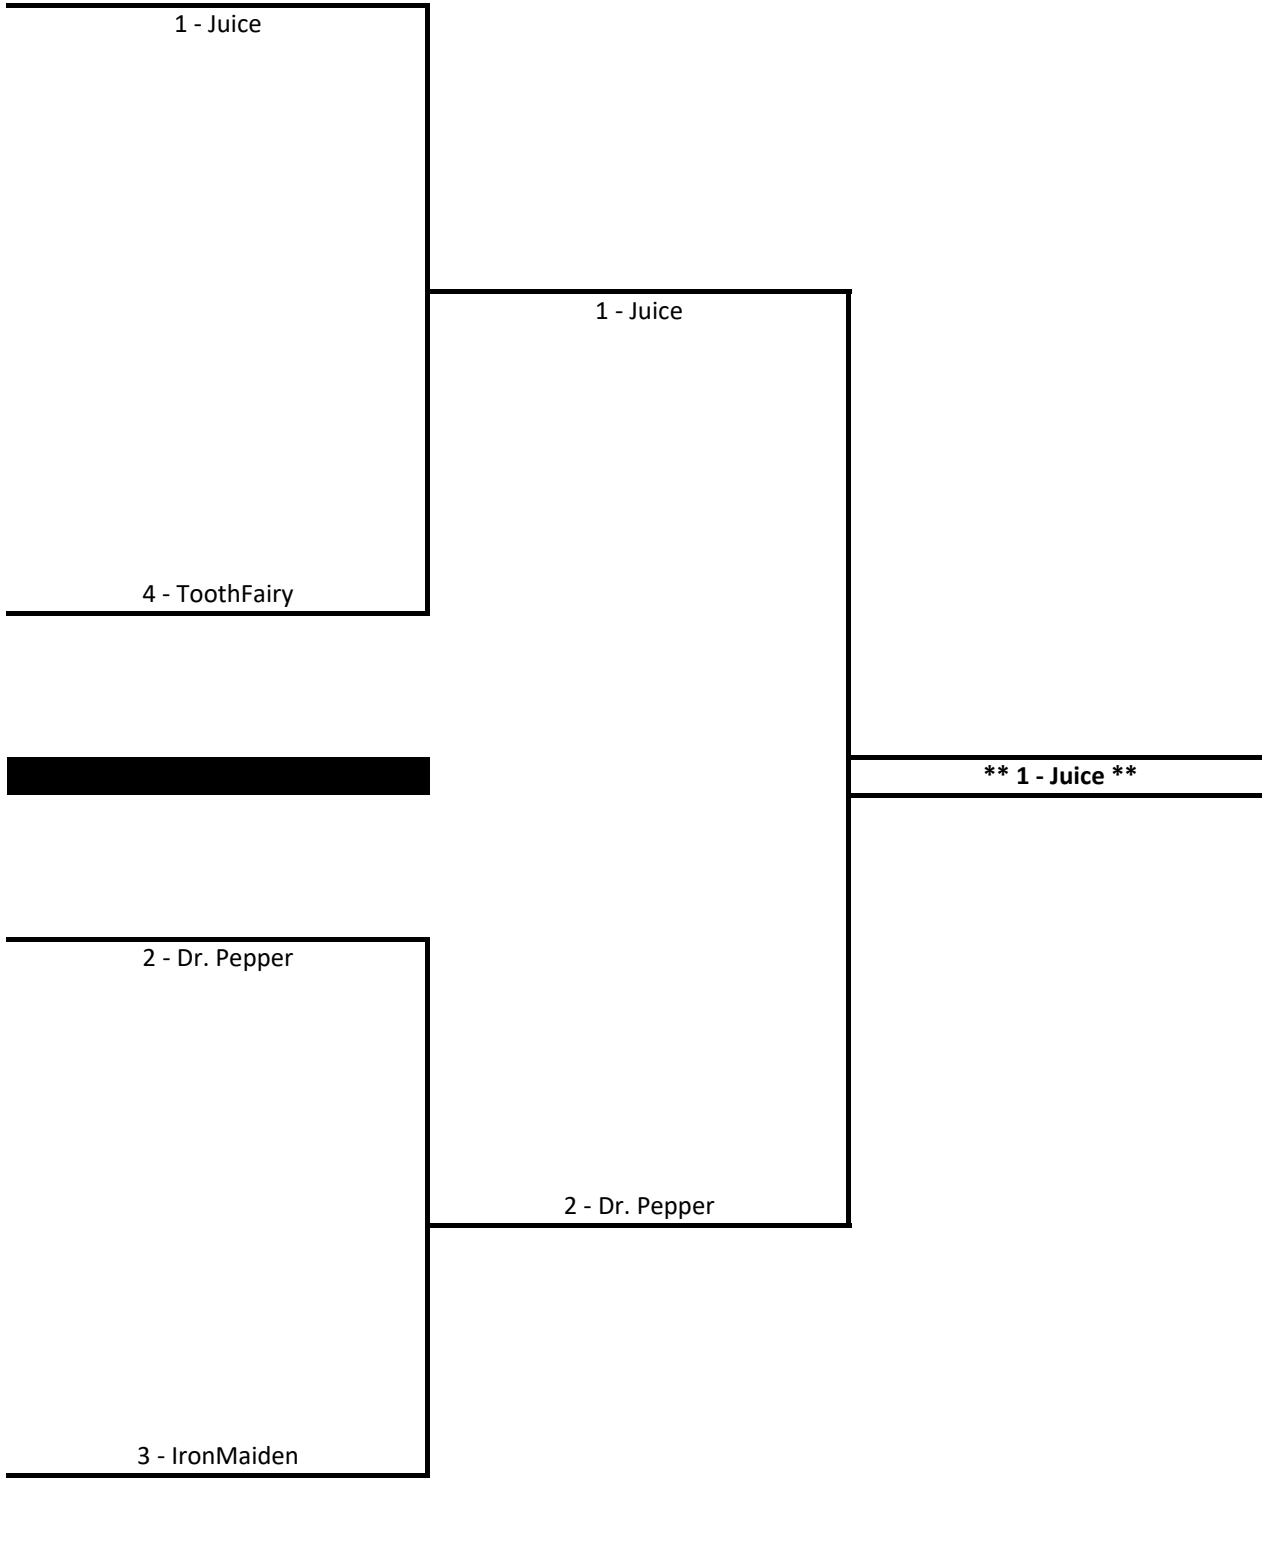 1 - Juice
1 - Juice
4 - ToothFairy
** 1 - Juice **
2 - Dr. Pepper
2 - Dr. Pepper
3 - IronMaiden